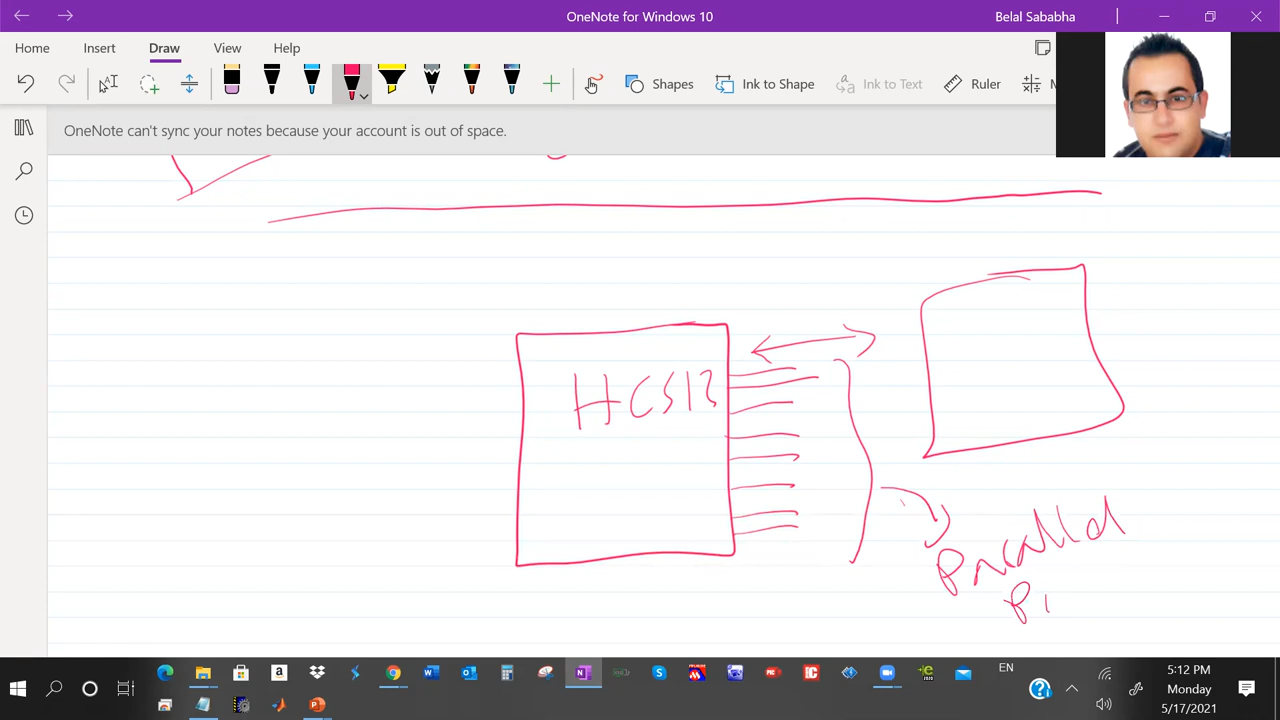 OneNote for Windows 10
Belal Sababha
Home Insert Draw View Help
Shapes Ink to Shape Ink to Text Ruler M
OneNote can't sync your notes because your account is out of space.
HCS12
Parallel
P
EN
5:12 PM
Monday
5/17/2021